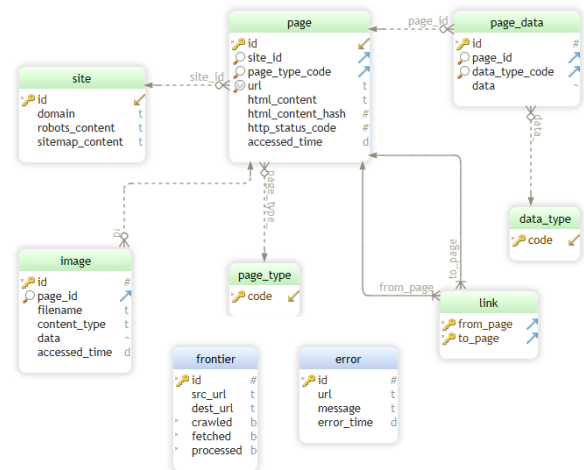 page
id
site_id
page_type_code
url t
html_content t
html_content_hash #
http_status_code #
accessed_time d
page_id
page_data
id #
page_id
data_type_code
data ~
site_id
site
id
domain t
robots_content t
sitemap_content t
data_
data_type
code
page_type_
page_type
code
image
id #
page_id
filename t
content_type t
data ~
accessed_time d
from_page
to_page
link
from_page
to_page
frontier
id #
src_url t
dest_url t
crawled b
fetched b
processed b
error
id #
url t
message t
error_time d